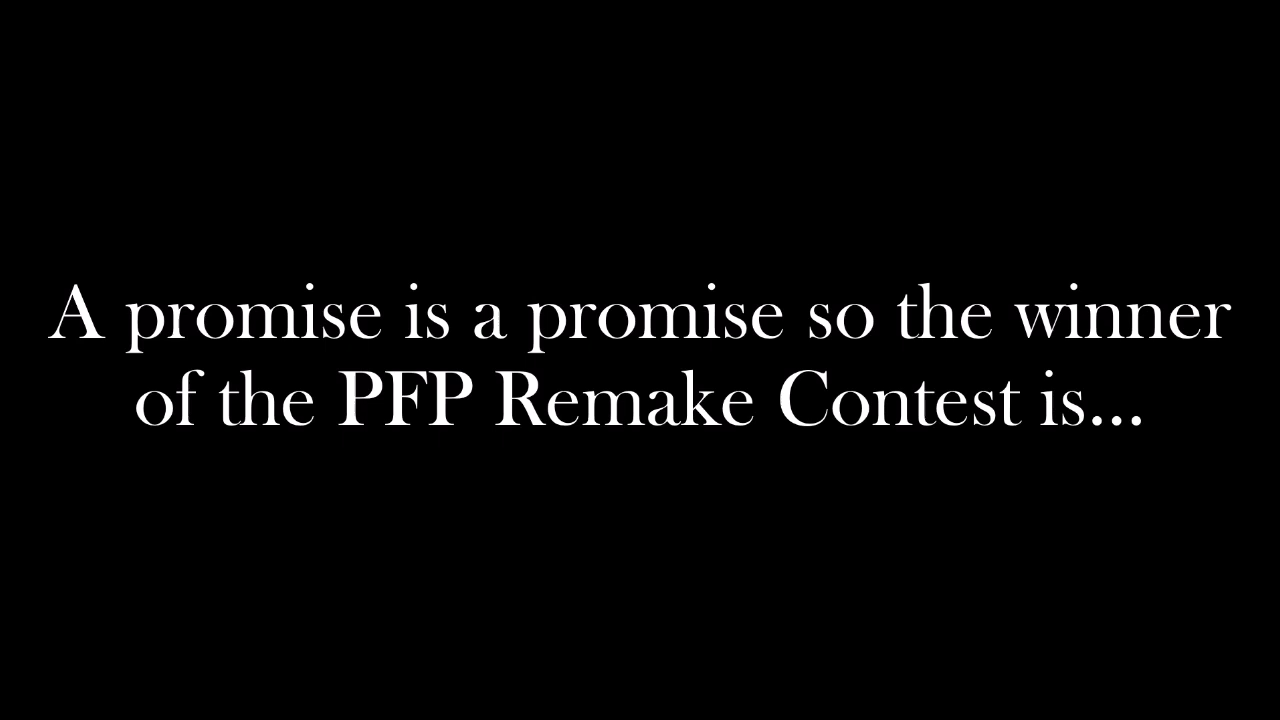 A promise is a promise so the winner
of the PFP Remake Contest is...